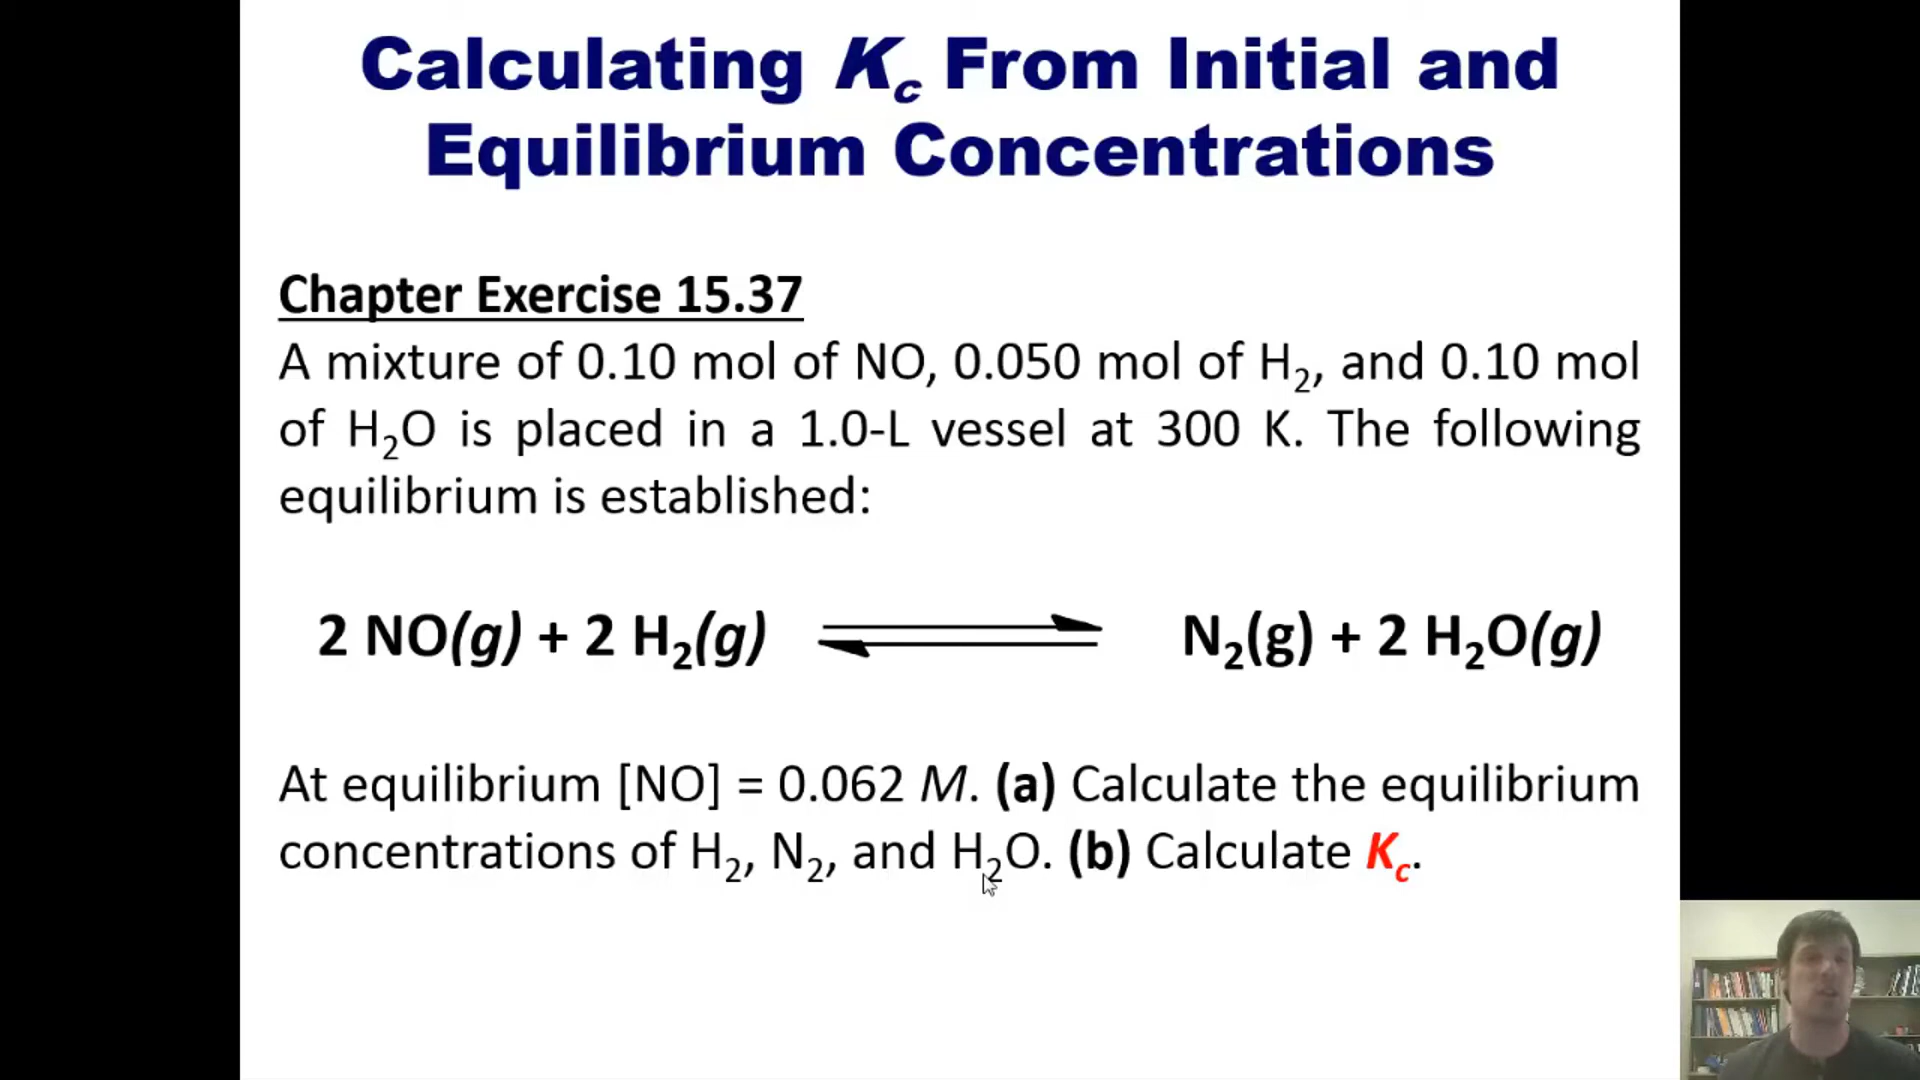 Calculating Kc From Initial and
Equilibrium Concentrations
Chapter Exercise 15.37
A mixture of 0.10 mol of NO, 0.050 mol of H₂, and 0.10 mol
of H₂O is placed in a 1.0-L vessel at 300 K. The following
equilibrium is established:
2 NO(g) + 2 H₂(g) ⇌ N₂(g) + 2 H₂O(g)
At equilibrium [NO] = 0.062 M. (a) Calculate the equilibrium
concentrations of H₂, N₂, and H₂O. (b) Calculate Kc.